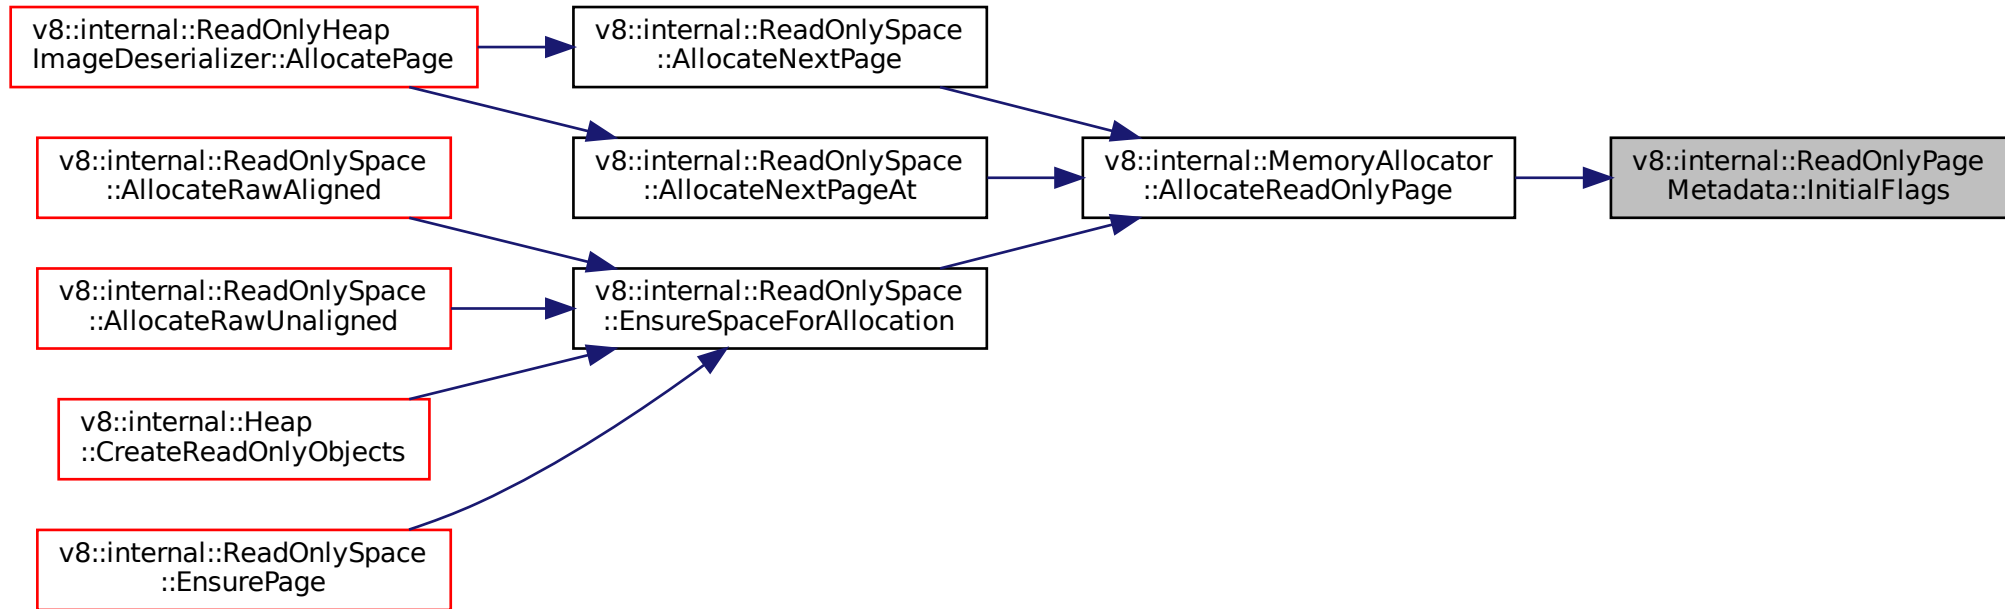 v8::internal::ReadOnlyHeap
ImageDeserializer::AllocatePage
v8::internal::ReadOnlySpace
::AllocateNextPage
v8::internal::ReadOnlySpace
::AllocateRawAligned
v8::internal::ReadOnlySpace
::AllocateNextPageAt
v8::internal::MemoryAllocator
::AllocateReadOnlyPage
v8::internal::ReadOnlyPage
Metadata::InitialFlags
v8::internal::ReadOnlySpace
::AllocateRawUnaligned
v8::internal::ReadOnlySpace
::EnsureSpaceForAllocation
v8::internal::Heap
::CreateReadOnlyObjects
v8::internal::ReadOnlySpace
::EnsurePage